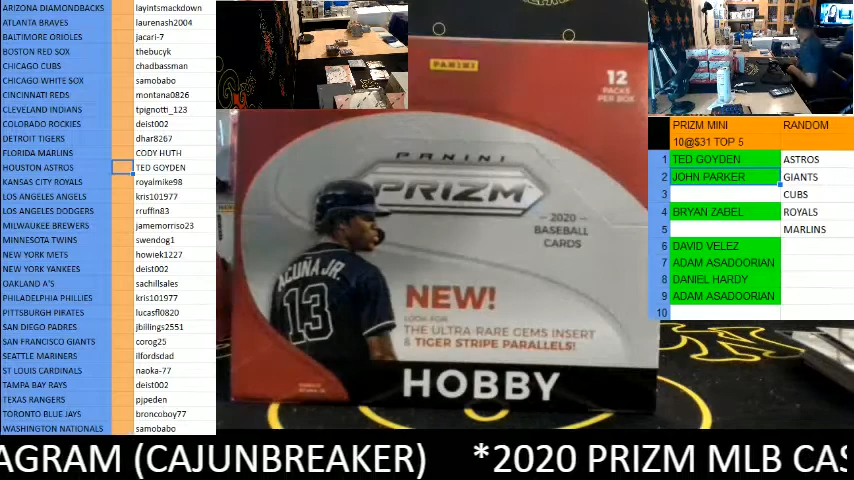 ARIZONA DIAMONDBACKS layintsmackdown
ATLANTA BRAVES laurenash2004
BALTIMORE ORIOLES jacari-7
BOSTON RED SOX thebucyk
CHICAGO CUBS chadbassman
CHICAGO WHITE SOX samobabo
CINCINNATI REDS montana0826
CLEVELAND INDIANS tpignotti_123
COLORADO ROCKIES deist002
DETROIT TIGERS dhar8267
FLORIDA MARLINS CODY HUTH
HOUSTON ASTROS TED GOYDEN
KANSAS CITY ROYALS royalmike98
LOS ANGELES ANGELS kris101977
LOS ANGELES DODGERS rruffin83
MILWAUKEE BREWERS jamemorriso23
MINNESOTA TWINS swendog1
NEW YORK METS howiek1227
NEW YORK YANKEES deist002
OAKLAND A'S sachillsales
PHILADELPHIA PHILLIES kris101977
PITTSBURGH PIRATES lucasfl0820
SAN DIEGO PADRES jbillings2551
SAN FRANCISCO GIANTS corog25
SEATTLE MARINERS ilfordsdad
ST LOUIS CARDINALS naoka-77
TAMPA BAY RAYS deist002
TEXAS RANGERS pjpeden
TORONTO BLUE JAYS broncoboy77
WASHINGTON NATIONALS samobabo
PANINI
12
PACKS
PER BOX
PANINI
PRIZM
2020
BASEBALL
CARDS
ACUÑA JR.
13
NEW!
LOOK FOR
THE ULTRA-RARE GEMS INSERT
& TIGER STRIPE PARALLELS!
HOBBY
PRIZM MINI RANDOM
10@$31 TOP 5
1 TED GOYDEN ASTROS
2 JOHN PARKER GIANTS
3 CUBS
4 BRYAN ZABEL ROYALS
5 MARLINS
6 DAVID VELEZ
7 ADAM ASADOORIAN
8 DANIEL HARDY
9 ADAM ASADOORIAN
10
AGRAM (CAJUNBREAKER) *2020 PRIZM MLB CAS